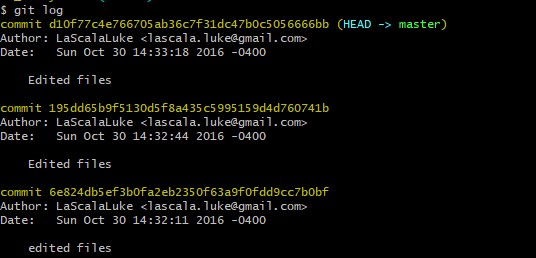 $ git log
commit d10f77c4e766705ab36c7f31dc47b0c5056666bb (HEAD -> master)
Author: LaScalaLuke <lascala.luke@gmail.com>
Date:   Sun Oct 30 14:33:18 2016 -0400
    Edited files
commit 195dd65b9f5130d5f8a435c5995159d4d760741b
Author: LaScalaLuke <lascala.luke@gmail.com>
Date:   Sun Oct 30 14:32:44 2016 -0400
    Edited files
commit 6e824db5ef3b0fa2eb2350f63a9f0fdd9cc7b0bf
Author: LaScalaLuke <lascala.luke@gmail.com>
Date:   Sun Oct 30 14:32:11 2016 -0400
    edited files